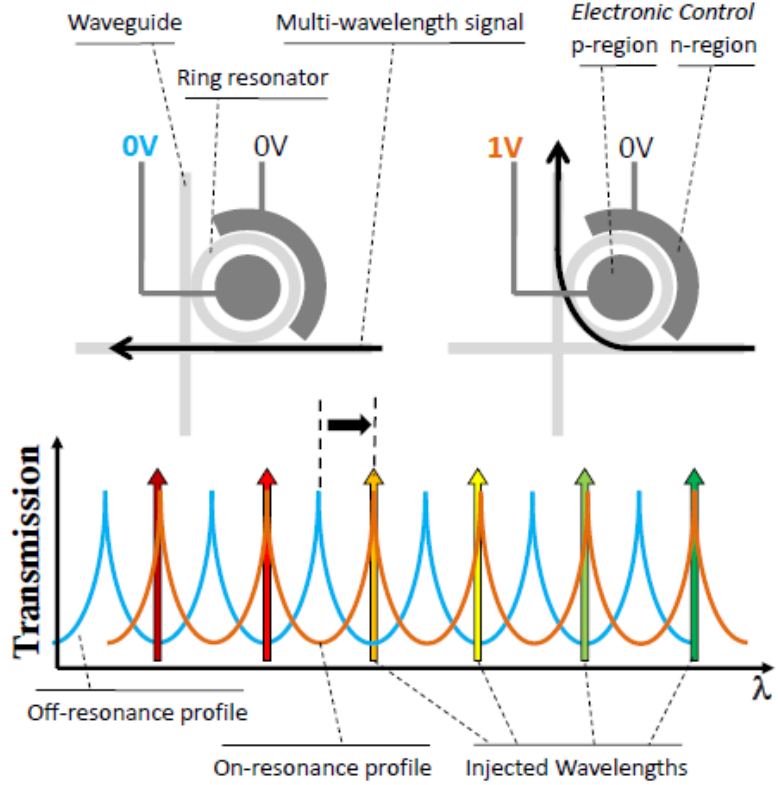 Waveguide
Multi-wavelength signal
Electronic Control
p-region n-region
Ring resonator
0V
0V
1V
0V
Transmission
λ
Off-resonance profile
On-resonance profile
Injected Wavelengths